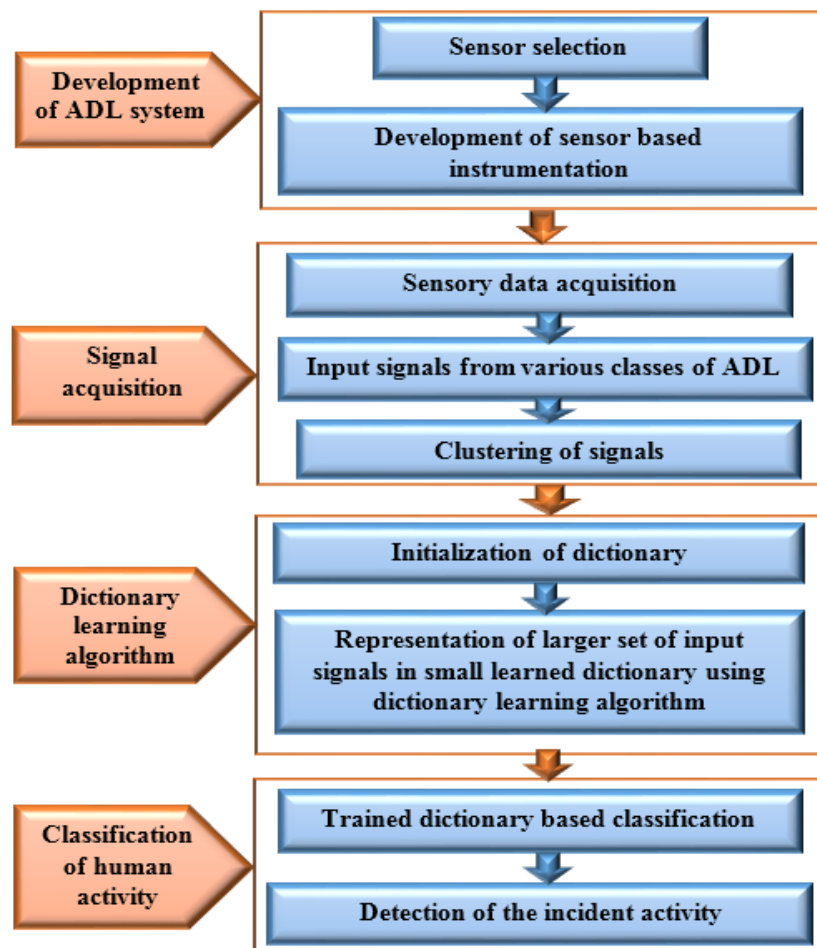 Development
of ADL system
Sensor selection
Development of sensor based
instrumentation
Signal
acquisition
Sensory data acquisition
Input signals from various classes of ADL
Clustering of signals
Dictionary
learning
algorithm
Initialization of dictionary
Representation of larger set of input
signals in small learned dictionary using
dictionary learning algorithm
Classification
of human
activity
Trained dictionary based classification
Detection of the incident activity